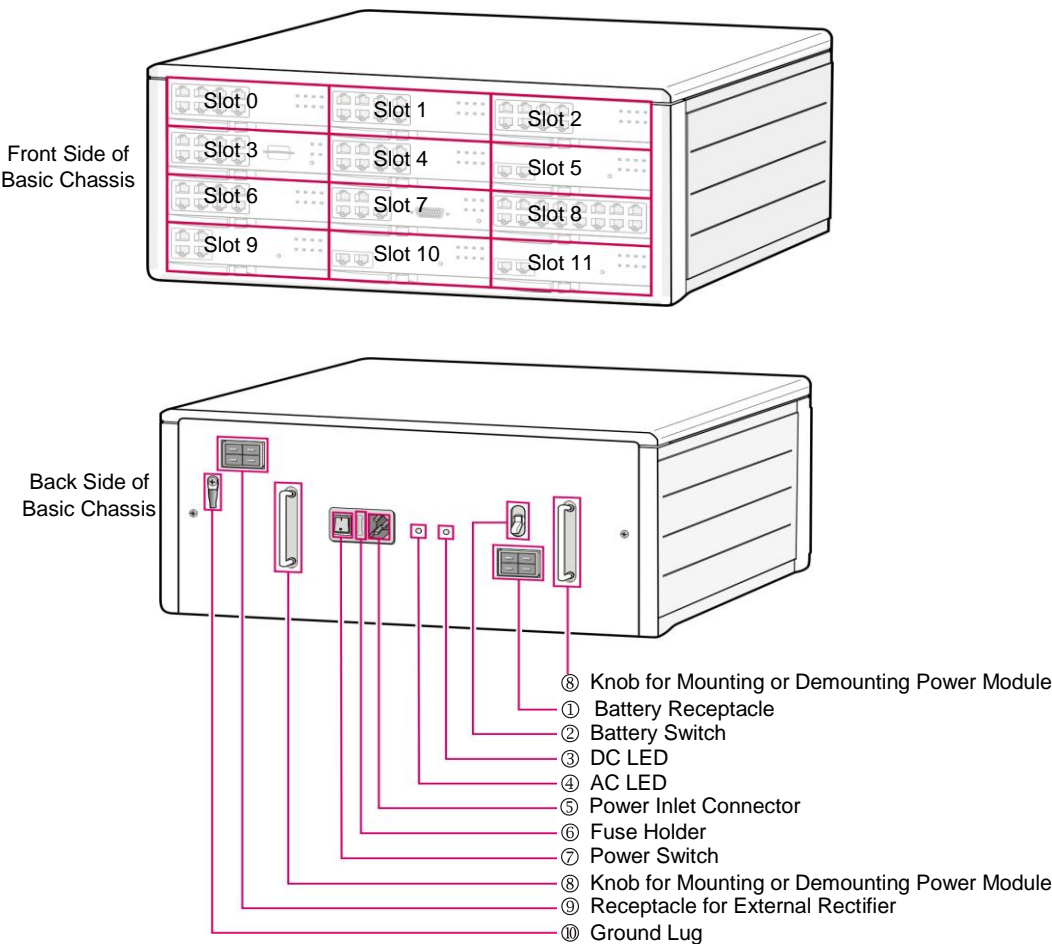 Front Side of
Basic Chassis
Slot 0
Slot 1
Slot 2
Slot 3
Slot 4
Slot 5
Slot 6
Slot 7
Slot 8
Slot 9
Slot 10
Slot 11
Back Side of
Basic Chassis
⑧ Knob for Mounting or Demounting Power Module
① Battery Receptacle
② Battery Switch
③ DC LED
④ AC LED
⑤ Power Inlet Connector
⑥ Fuse Holder
⑦ Power Switch
⑧ Knob for Mounting or Demounting Power Module
⑨ Receptacle for External Rectifier
⑩ Ground Lug